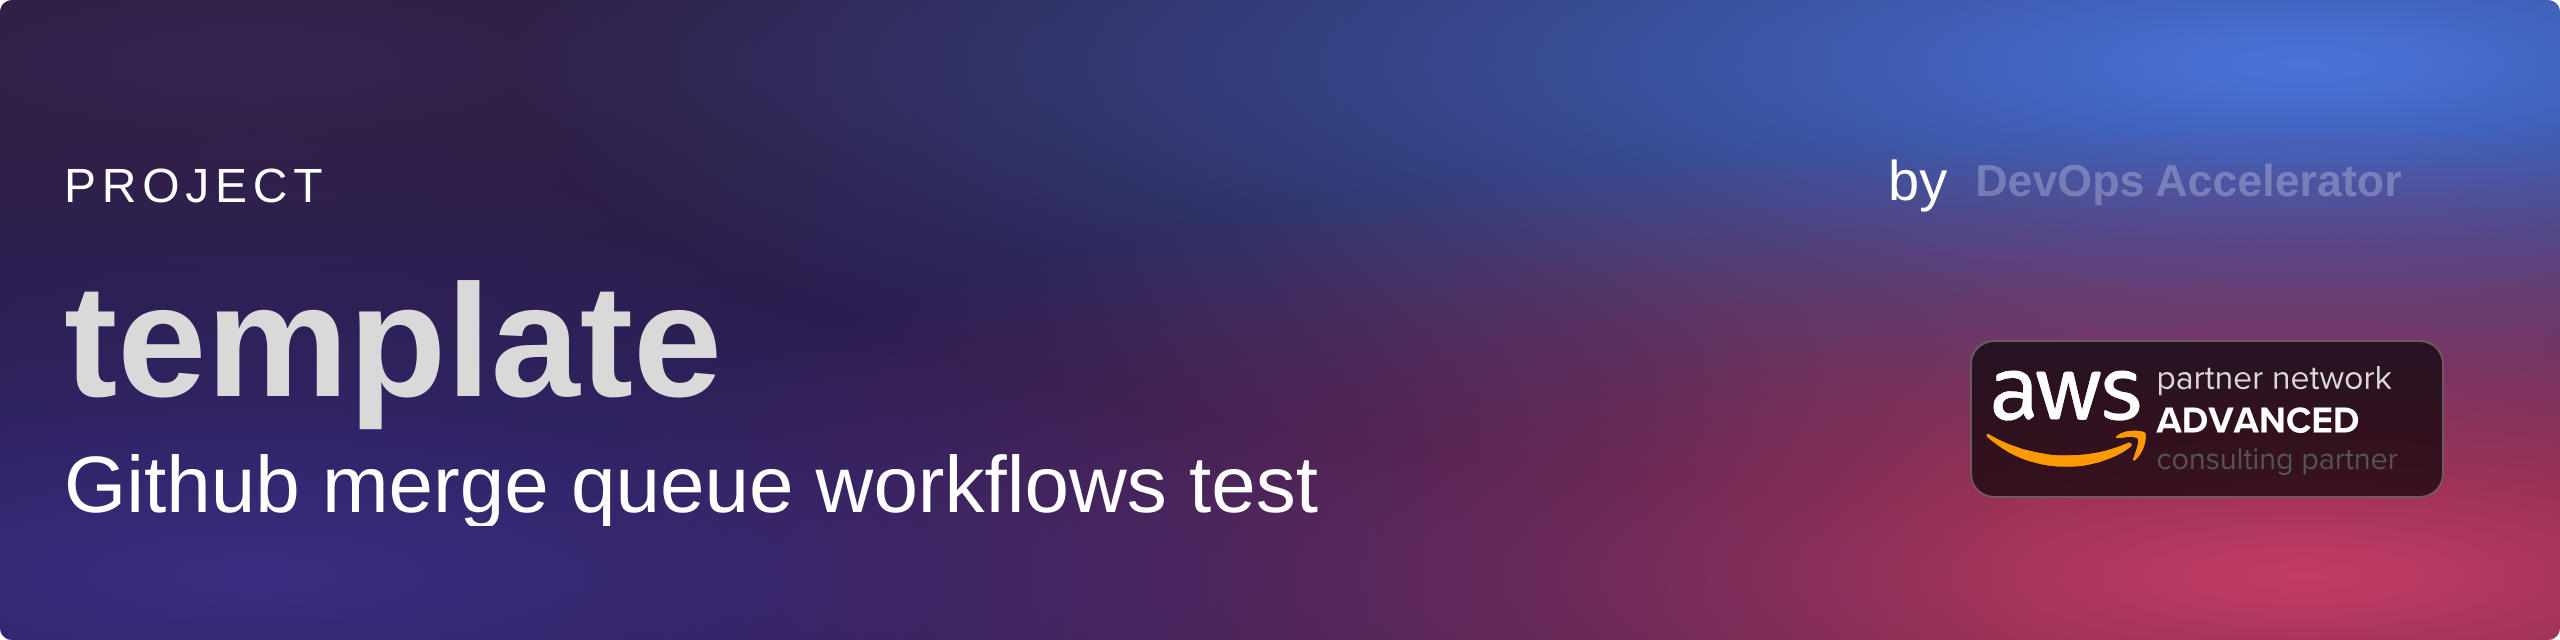 PROJECT
by DevOps Accelerator
template
Github merge queue workflows test
aws
partner network
ADVANCED
consulting partner